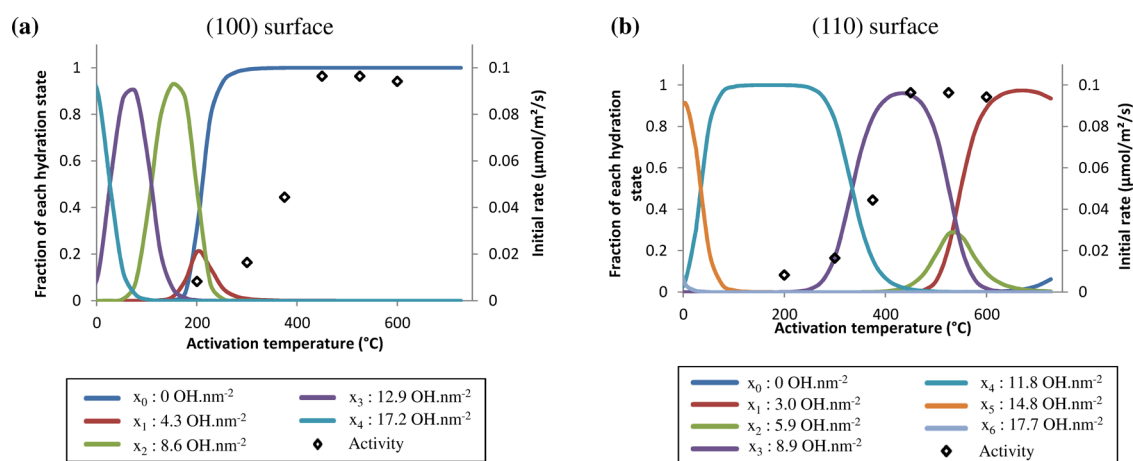 (a)
(100) surface
Fraction of each hydration state
1
0.8
0.6
0.4
0.2
0
0.1
0.08
0.06
0.04
0.02
0
Initial rate (µmol/m²/s)
0
200
400
600
Activation temperature (°C)
x₀ : 0 OH.nm⁻²
x₁ : 4.3 OH.nm⁻²
x₂ : 8.6 OH.nm⁻²
x₃ : 12.9 OH.nm⁻²
x₄ : 17.2 OH.nm⁻²
Activity
(b)
(110) surface
Fraction of each hydration
state
1
0.8
0.6
0.4
0.2
0
0.1
0.08
0.06
0.04
0.02
0
Initial rate (µmol/m²/s)
0
200
400
600
Activation temperature (°C)
x₀ : 0 OH.nm⁻²
x₁ : 3.0 OH.nm⁻²
x₂ : 5.9 OH.nm⁻²
x₃ : 8.9 OH.nm⁻²
x₄ : 11.8 OH.nm⁻²
x₅ : 14.8 OH.nm⁻²
x₆ : 17.7 OH.nm⁻²
Activity